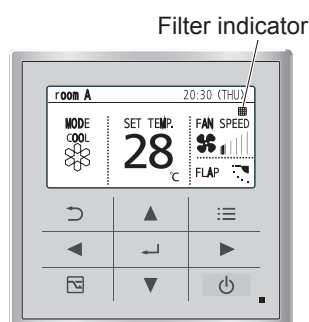 Filter indicator
room A 20:30 (THU)
MODE SET TEMP. FAN SPEED
COOL
28
°C
FLAP